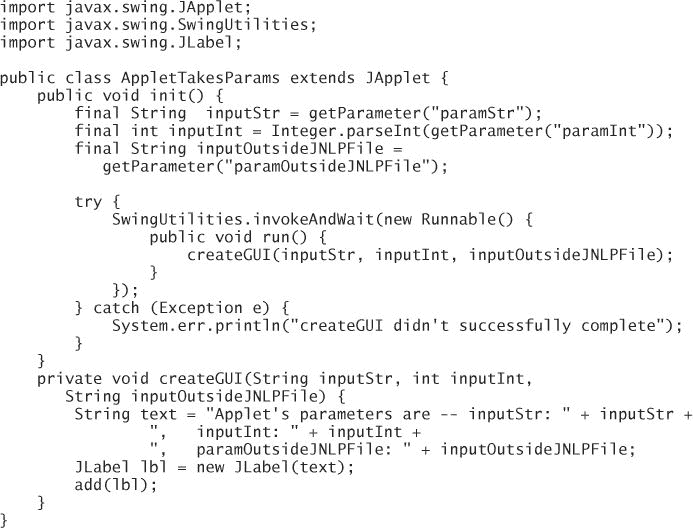 import javax.swing.JApplet;
import javax.swing.SwingUtilities;
import javax.swing.JLabel;

public class AppletTakesParams extends JApplet {
    public void init() {
        final String  inputStr = getParameter("paramStr");
        final int inputInt = Integer.parseInt(getParameter("paramInt"));
        final String inputOutsideJNLPFile =
           getParameter("paramOutsideJNLPFile");

        try {
            SwingUtilities.invokeAndWait(new Runnable() {
                public void run() {
                    createGUI(inputStr, inputInt, inputOutsideJNLPFile);
                }
            });
        } catch (Exception e) {
            System.err.println("createGUI didn't successfully complete");
        }
    }
    private void createGUI(String inputStr, int inputInt,
       String inputOutsideJNLPFile) {
        String text = "Applet's parameters are -- inputStr: " + inputStr +
                ",   inputInt: " + inputInt +
                ",   paramOutsideJNLPFile: " + inputOutsideJNLPFile;
        JLabel lbl = new JLabel(text);
        add(lbl);
    }
}